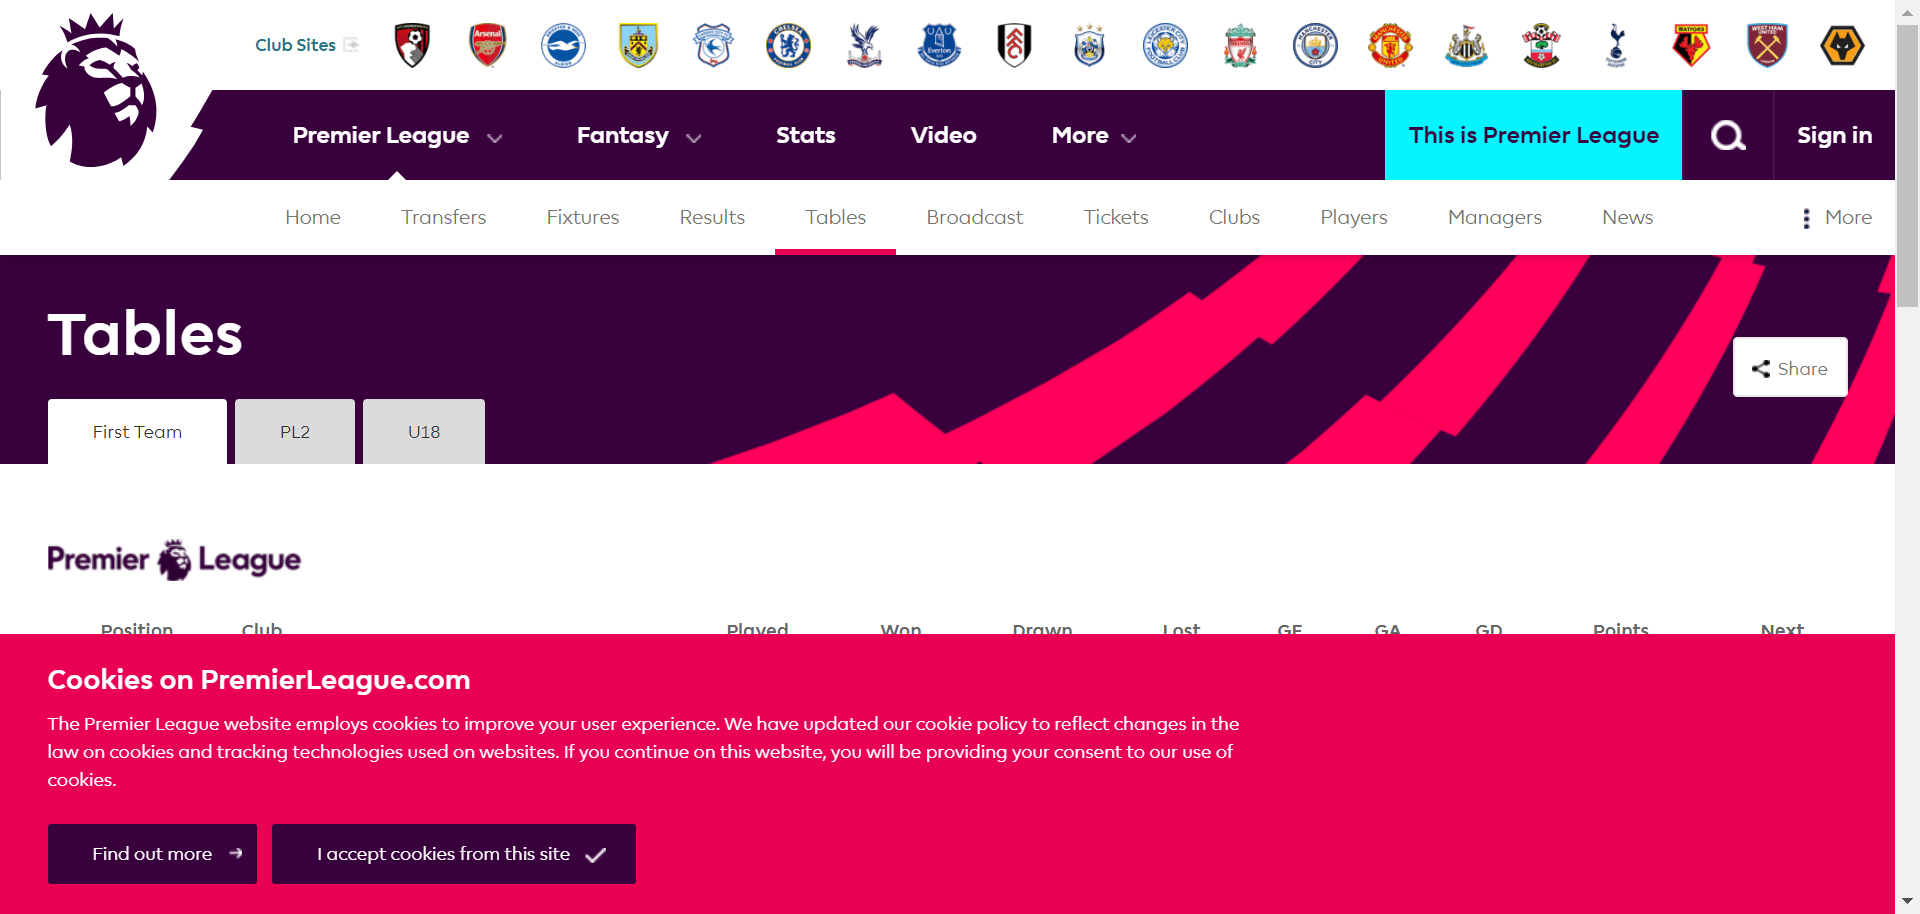 Club Sites
Premier League Fantasy Stats Video More This is Premier League Sign in
Home Transfers Fixtures Results Tables Broadcast Tickets Clubs Players Managers News More
Tables
Share
First Team PL2 U18
Premier League
Position Club Played Won Drawn Lost GF GA GD Points Next
Cookies on PremierLeague.com
The Premier League website employs cookies to improve your user experience. We have updated our cookie policy to reflect changes in the
law on cookies and tracking technologies used on websites. If you continue on this website, you will be providing your consent to our use of
cookies.
Find out more I accept cookies from this site